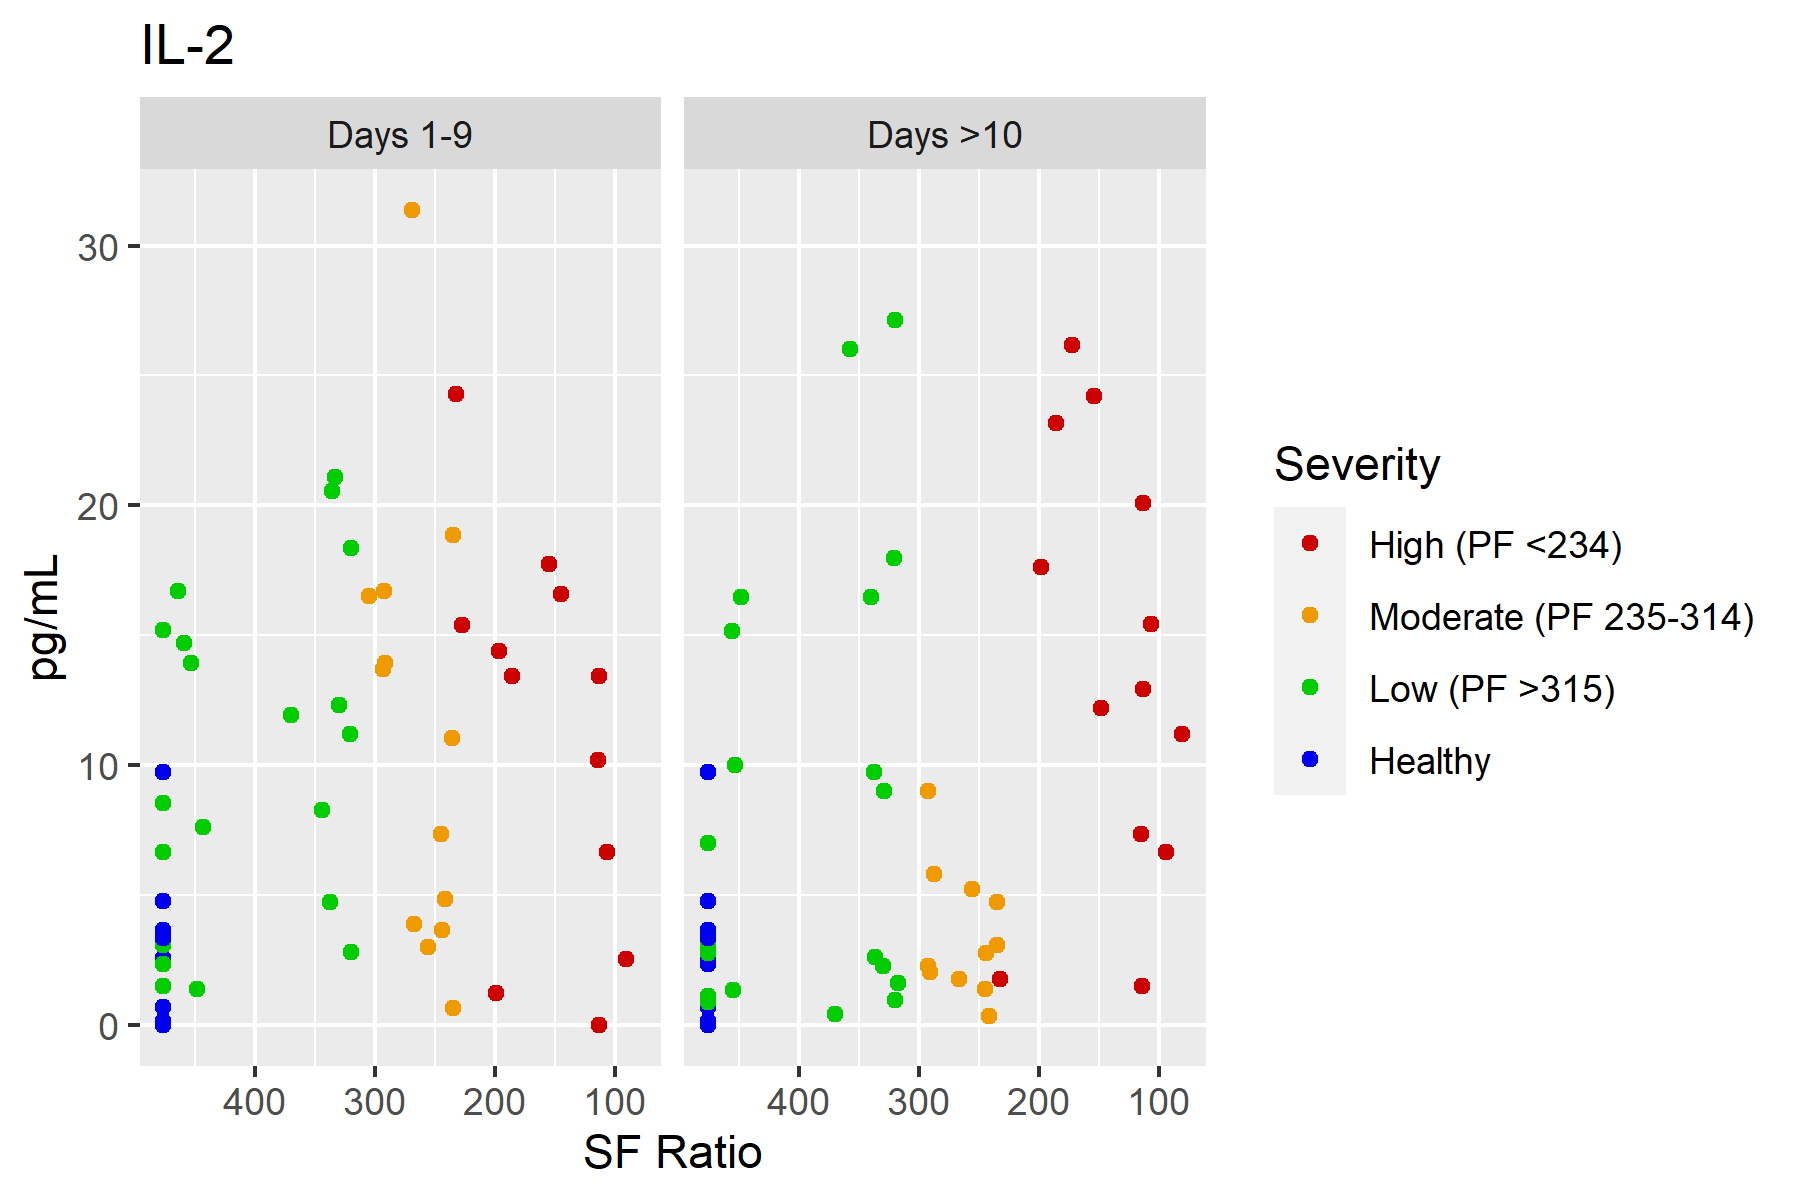 IL-2
Days 1-9
Days >10
pg/mL
30
20
10
0
400 300 200 100
400 300 200 100
SF Ratio
Severity
High (PF <234)
Moderate (PF 235-314)
Low (PF >315)
Healthy